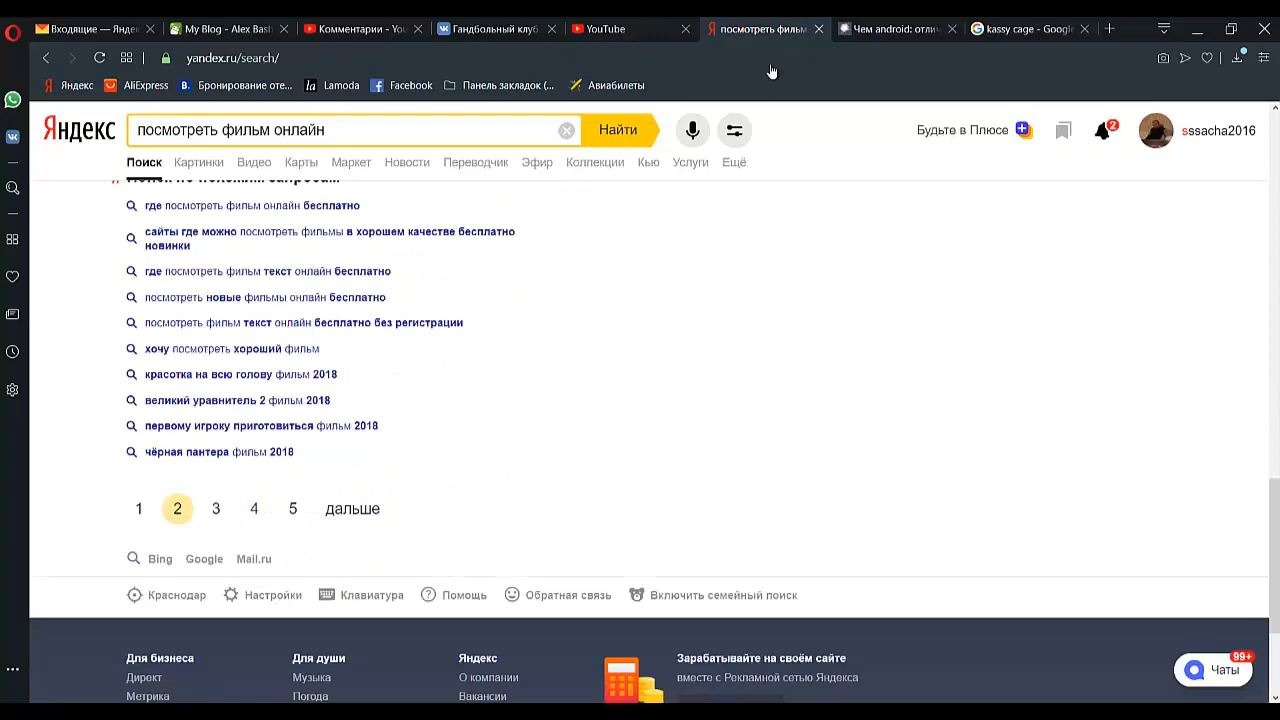 Входящие — Яндек
My Blog - Alex Bash
Комментарии - You
Гандбольный клуб
YouTube
посмотреть фильм
Чем android: отлич
kassy cage - Google
yandex.ru/search/
Яндекс
AliExpress
Бронирование оте...
Lamoda
Facebook
Панель закладок (...
Авиабилеты
Яндекс
посмотреть фильм онлайн
Найти
Будьте в Плюсе
2
sssacha2016
Поиск Картинки Видео Карты Маркет Новости Переводчик Эфир Коллекции Кью Услуги Ещё
где посмотреть фильм онлайн бесплатно
сайты где можно посмотреть фильмы в хорошем качестве бесплатно
новинки
где посмотреть фильм текст онлайн бесплатно
посмотреть новые фильмы онлайн бесплатно
посмотреть фильм текст онлайн бесплатно без регистрации
хочу посмотреть хороший фильм
красотка на всю голову фильм 2018
великий уравнитель 2 фильм 2018
первому игроку приготовиться фильм 2018
чёрная пантера фильм 2018
1 2 3 4 5 дальше
Bing Google Mail.ru
Краснодар Настройки Клавиатура Помощь Обратная связь Включить семейный поиск
Для бизнеса Для души Яндекс Зарабатывайте на своём сайте
Директ Музыка О компании вместе с Рекламной сетью Яндекса
Метрика Погода Вакансии
Чаты
99+